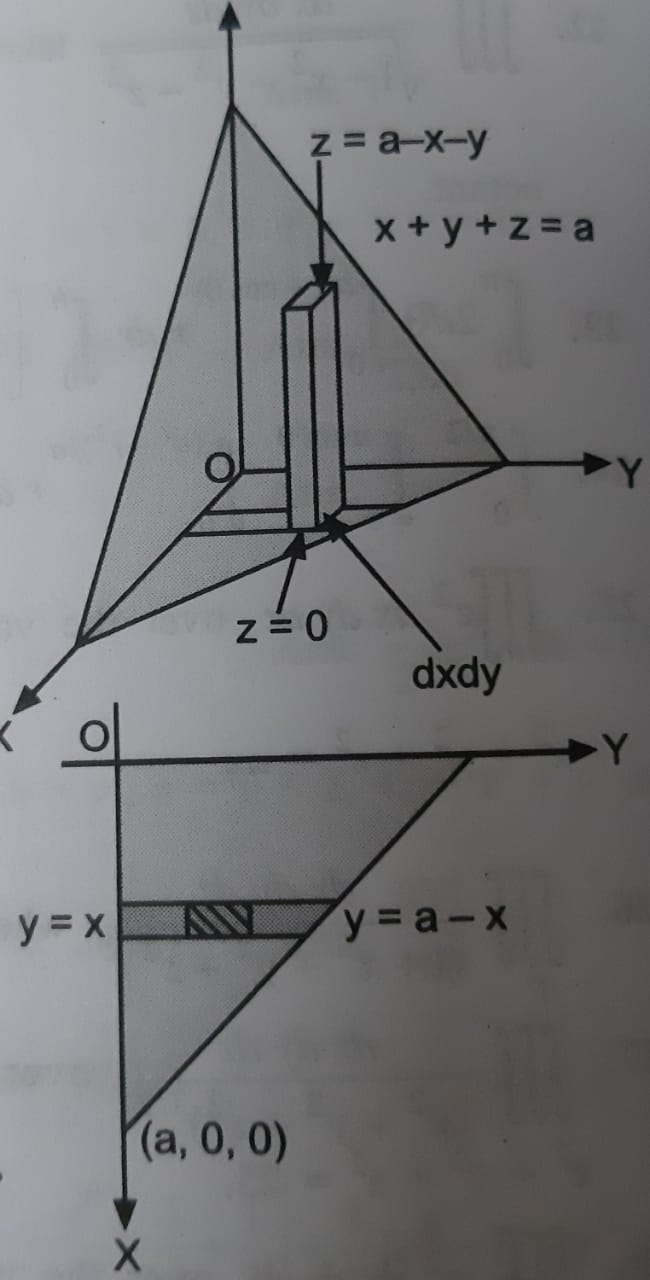 z = a–x–y
x + y + z = a
O
Y
z = 0
dxdy
X
O
Y
y = x
y = a – x
(a, 0, 0)
X